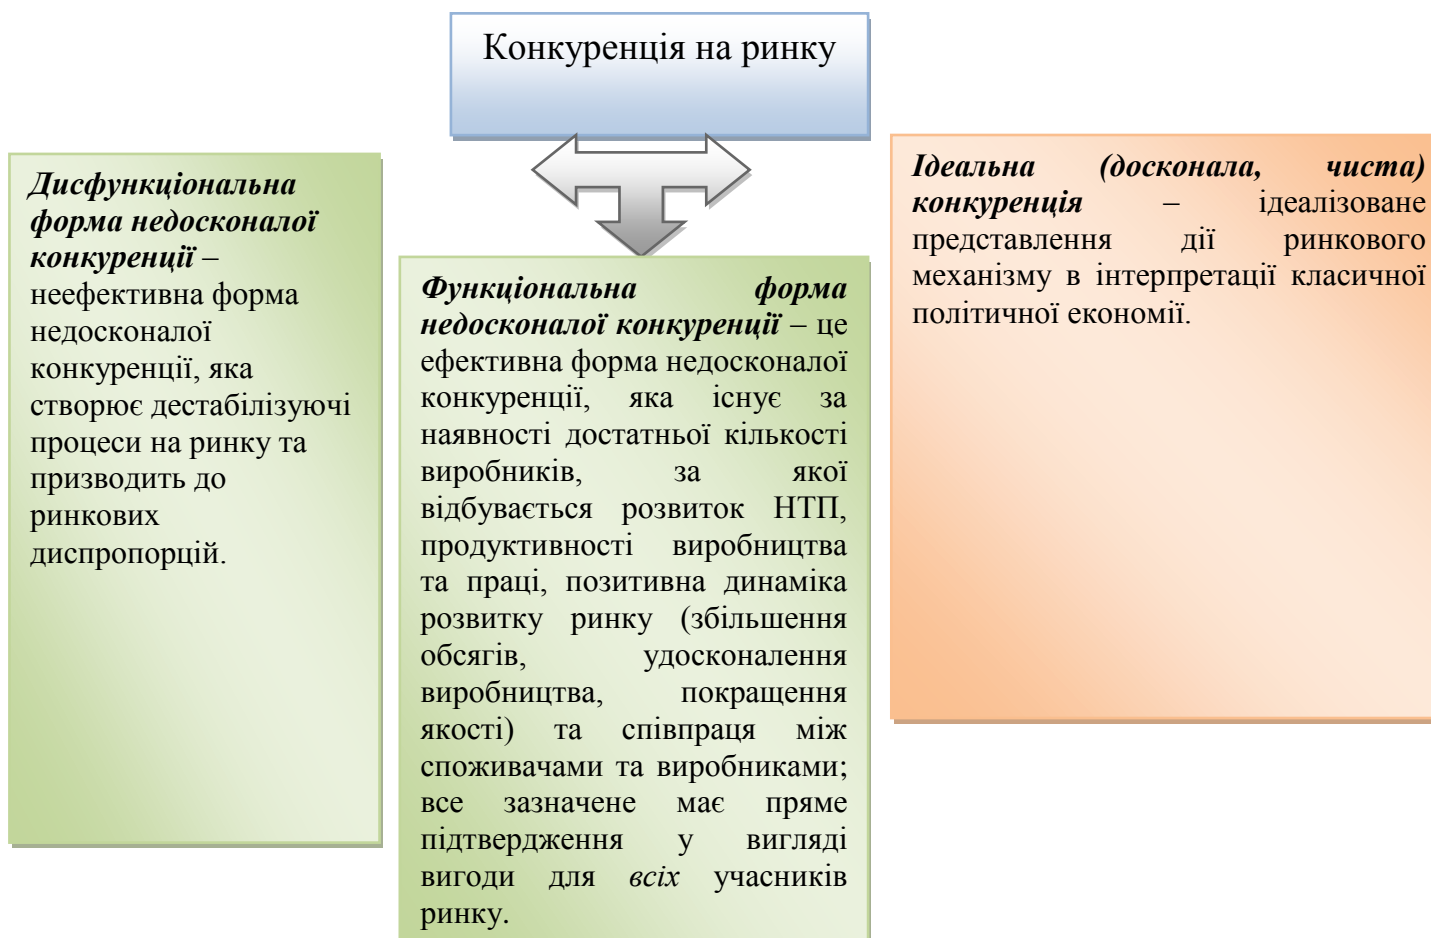 Конкуренція на ринку
Дисфункціональна
форма недосконалої
конкуренції –
неефективна форма
недосконалої
конкуренції, яка
створює дестабілізуючі
процеси на ринку та
призводить до
ринкових
диспропорцій.
Функціональна форма
недосконалої конкуренції – це
ефективна форма недосконалої
конкуренції, яка існує за
наявності достатньої кількості
виробників, за якої
відбувається розвиток НТП,
продуктивності виробництва
та праці, позитивна динаміка
розвитку ринку (збільшення
обсягів, удосконалення
виробництва, покращення
якості) та співпраця між
споживачами та виробниками;
все зазначене має пряме
підтвердження у вигляді
вигоди для всіх учасників
ринку.
Ідеальна (досконала, чиста)
конкуренція – ідеалізоване
представлення дії ринкового
механізму в інтерпретації класичної
політичної економії.